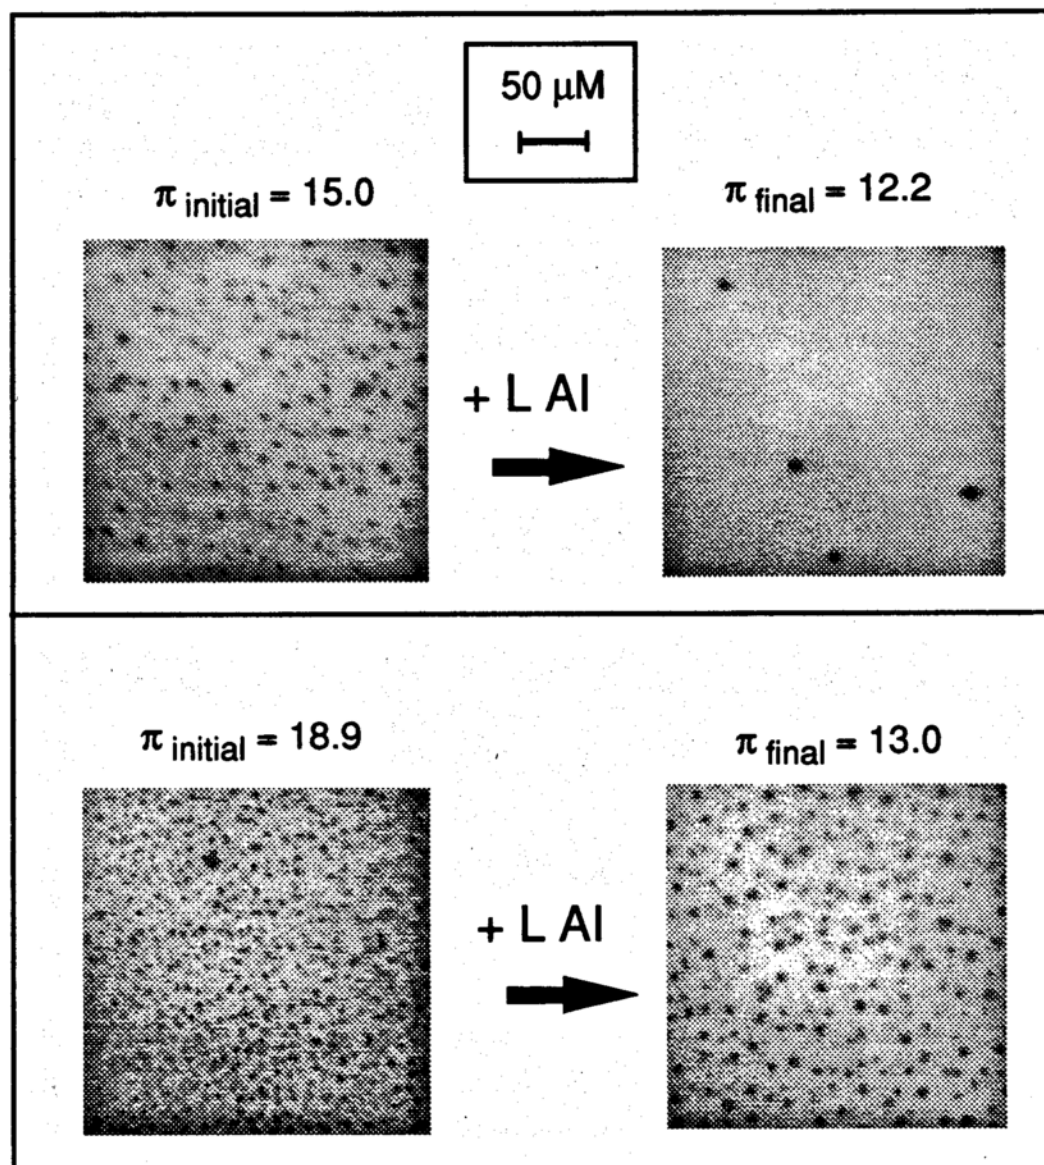 50 μM
π initial = 15.0
π final = 12.2
+ L AI
π initial = 18.9
π final = 13.0
+ L AI